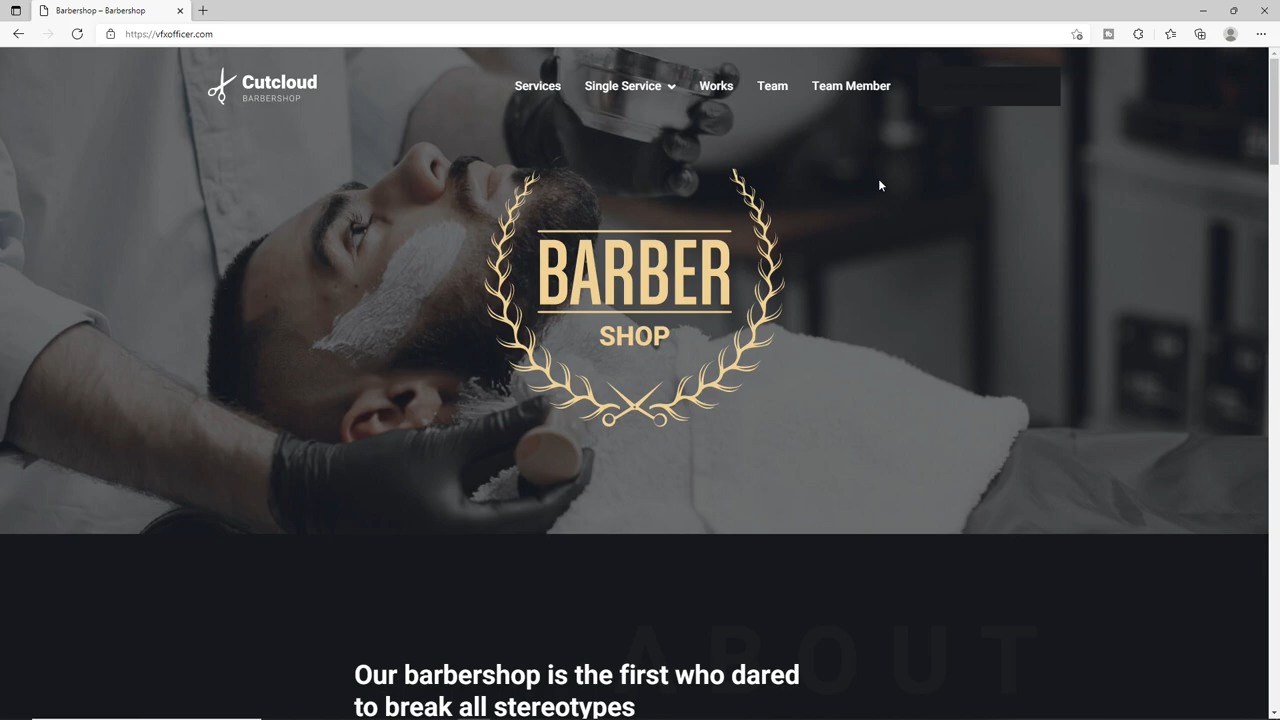 Barbershop – Barbershop
https://vfxofficer.com
Cutcloud
BARBERSHOP
Services
Single Service
Works
Team
Team Member
BARBER
SHOP
ABOUT
Our barbershop is the first who dared
to break all stereotypes